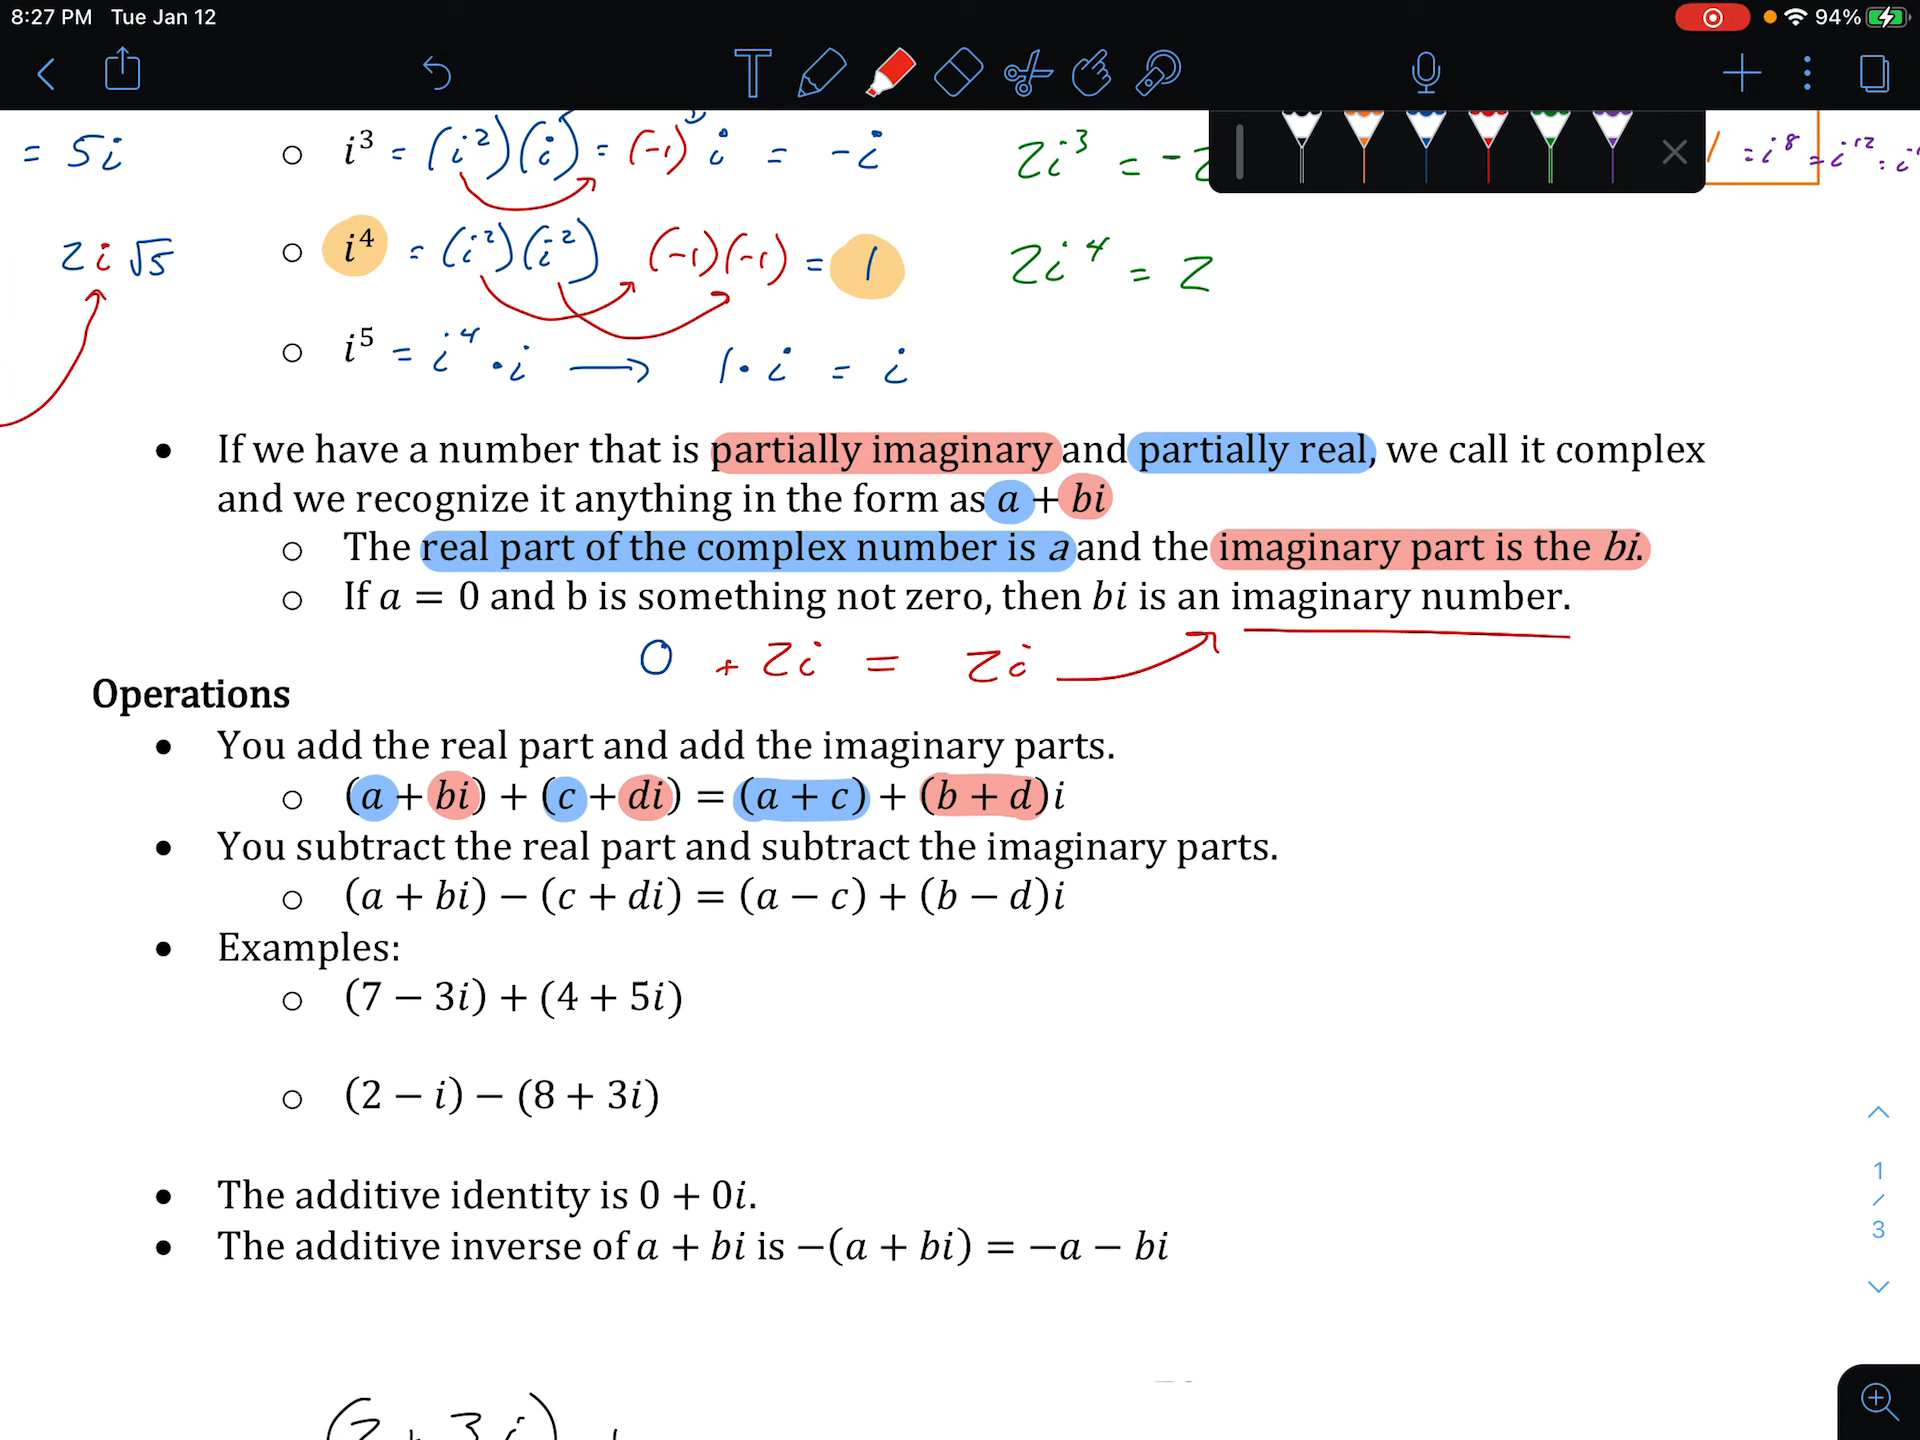 8:27 PM Tue Jan 12 94%
= 5i
○ i³ = (i²)(i) = (-1) i = -i 2i³ = -2 = i⁸ = i¹² =
2i√5
○ i⁴ = (i²)(i²) (-1)(-1) = 1 2i⁴ = 2
○ i⁵ = i⁴ · i → 1 · i = i
• If we have a number that is partially imaginary and partially real, we call it complex
and we recognize it anything in the form as a + bi
○ The real part of the complex number is a and the imaginary part is the bi.
○ If a = 0 and b is something not zero, then bi is an imaginary number.
0 + 2i = 2i
Operations
• You add the real part and add the imaginary parts.
○ (a + bi) + (c + di) = (a + c) + (b + d)i
• You subtract the real part and subtract the imaginary parts.
○ (a + bi) − (c + di) = (a − c) + (b − d)i
• Examples:
○ (7 − 3i) + (4 + 5i)
○ (2 − i) − (8 + 3i)
• The additive identity is 0 + 0i.
• The additive inverse of a + bi is −(a + bi) = −a − bi
1
/
3
(2 + 3i) +